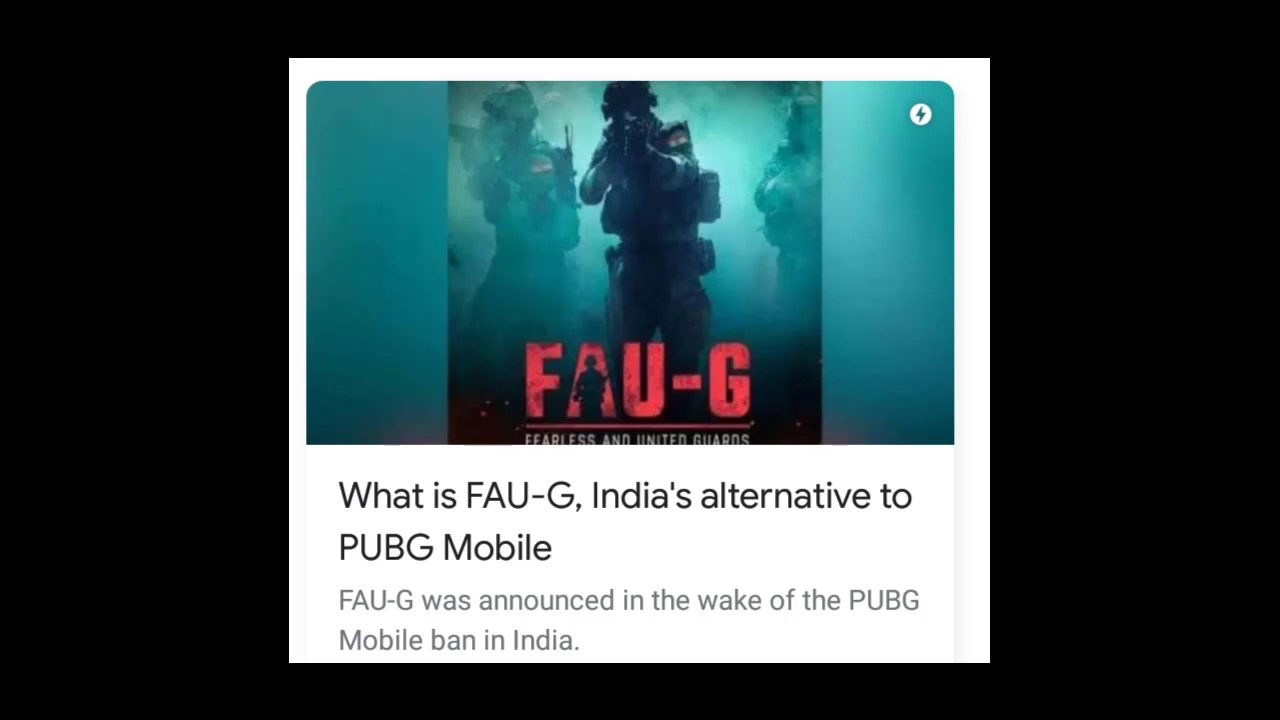 FAU-G
FEARLESS AND UNITED GUARDS
What is FAU-G, India's alternative to
PUBG Mobile
FAU-G was announced in the wake of the PUBG
Mobile ban in India.